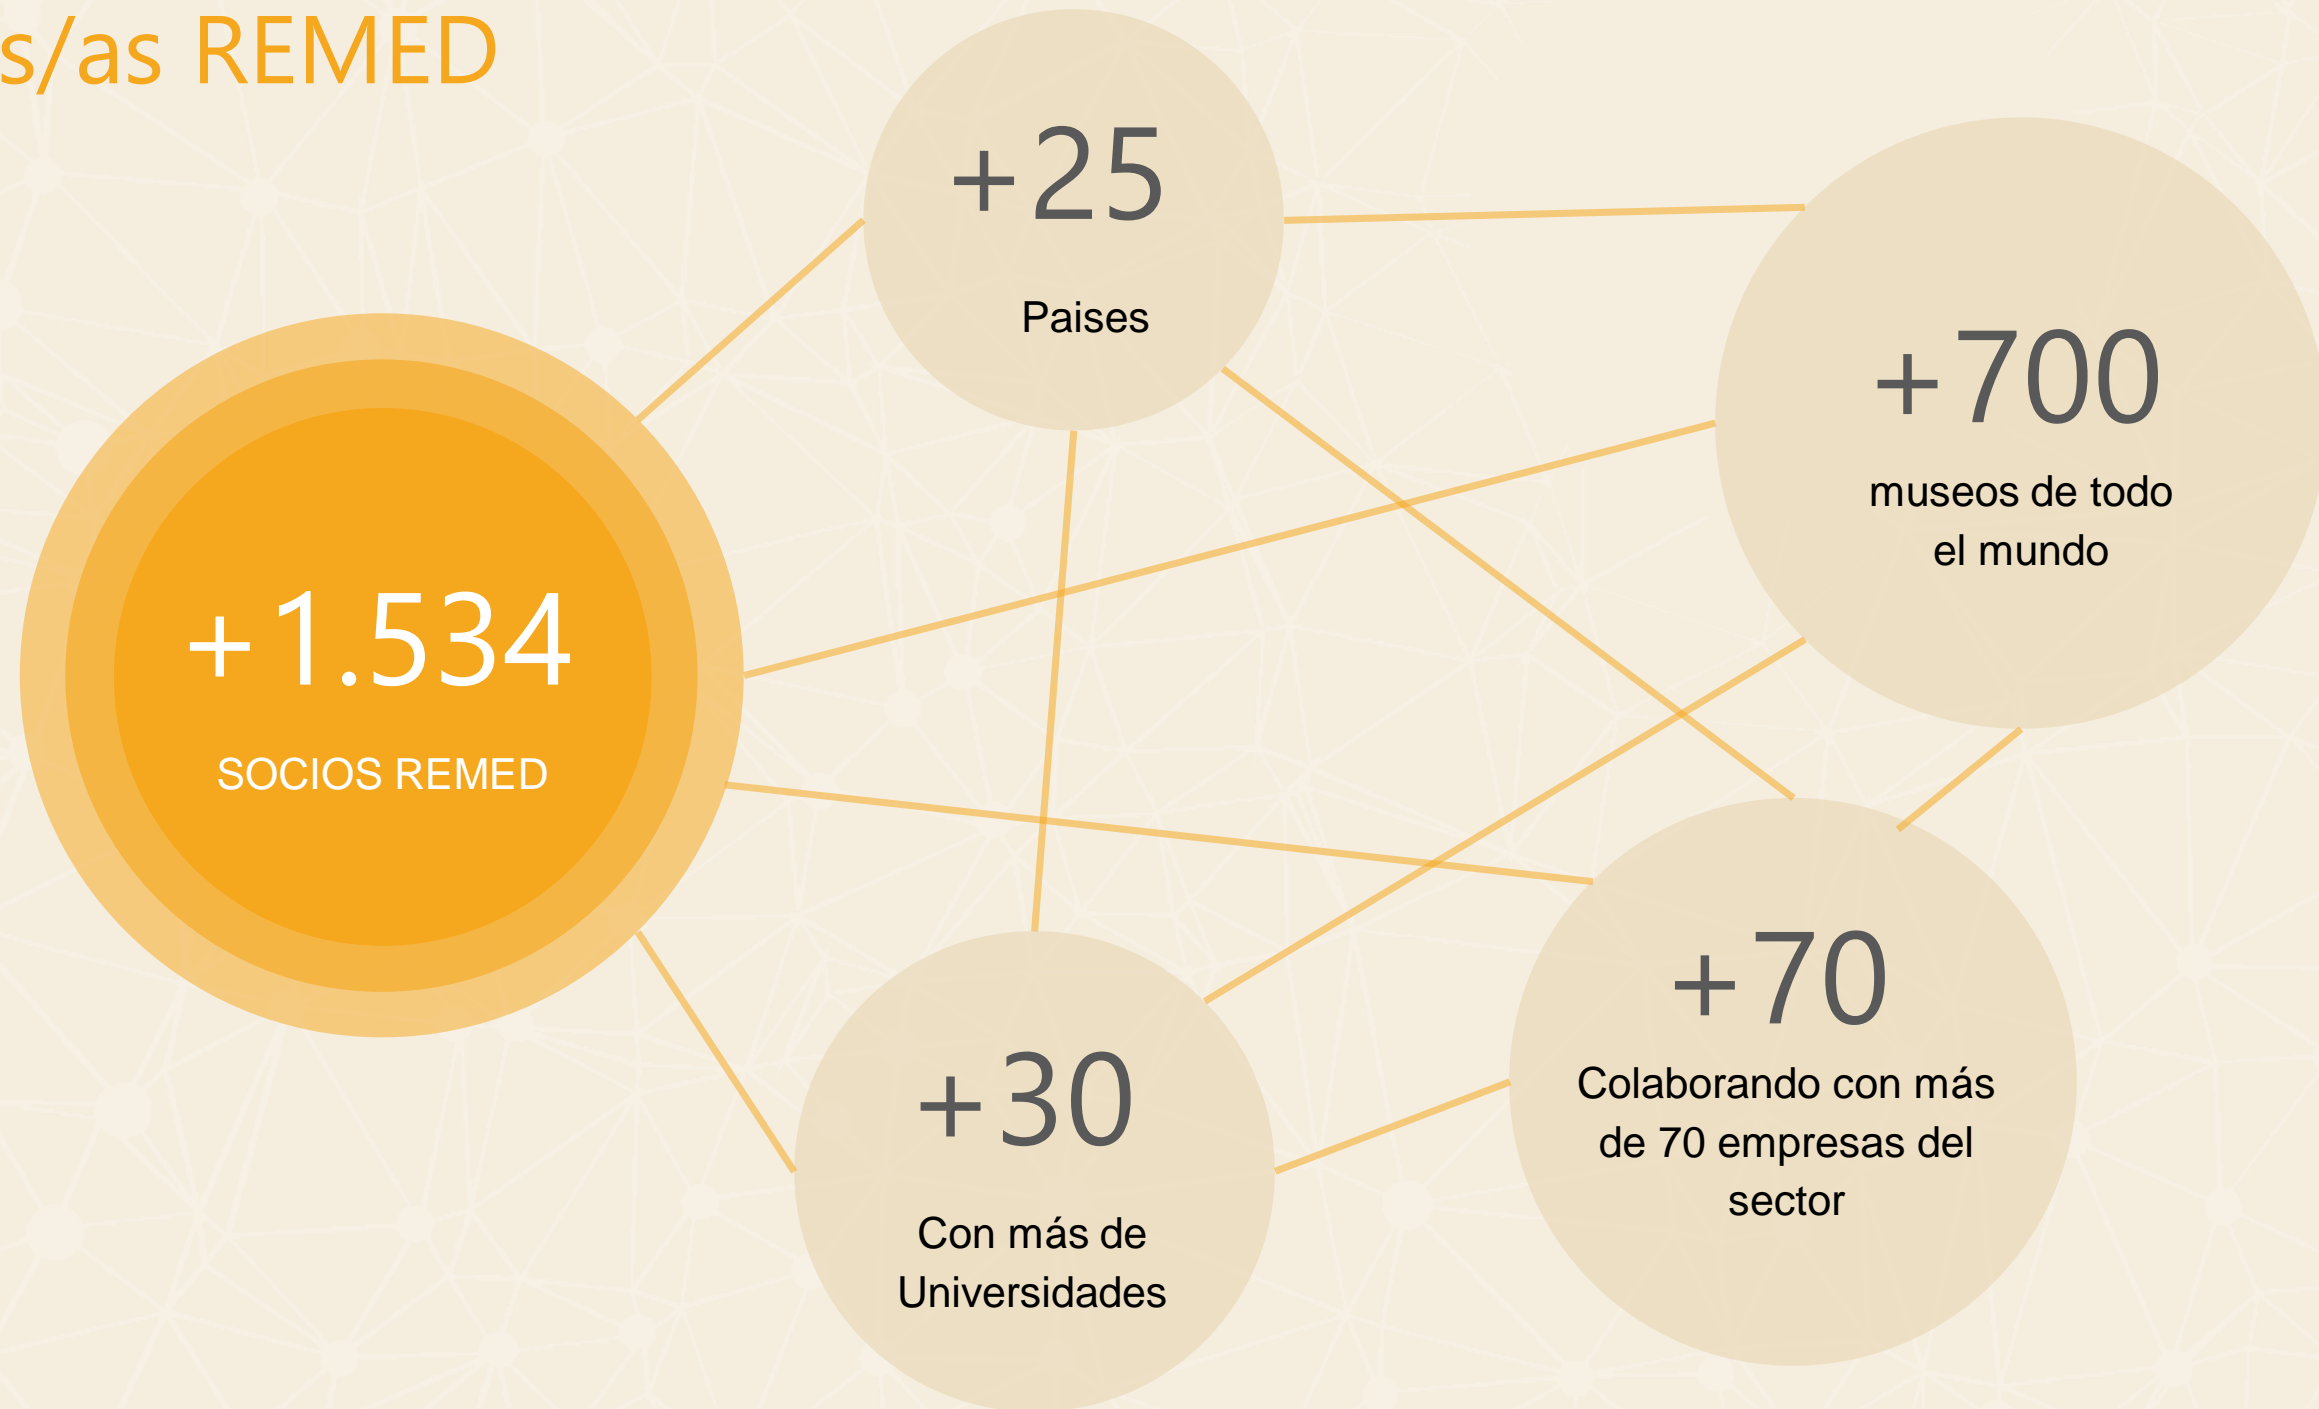 s/as REMED
+25
Paises
+700
museos de todo
el mundo
+1.534
SOCIOS REMED
+70
Colaborando con más
de 70 empresas del
sector
+30
Con más de
Universidades